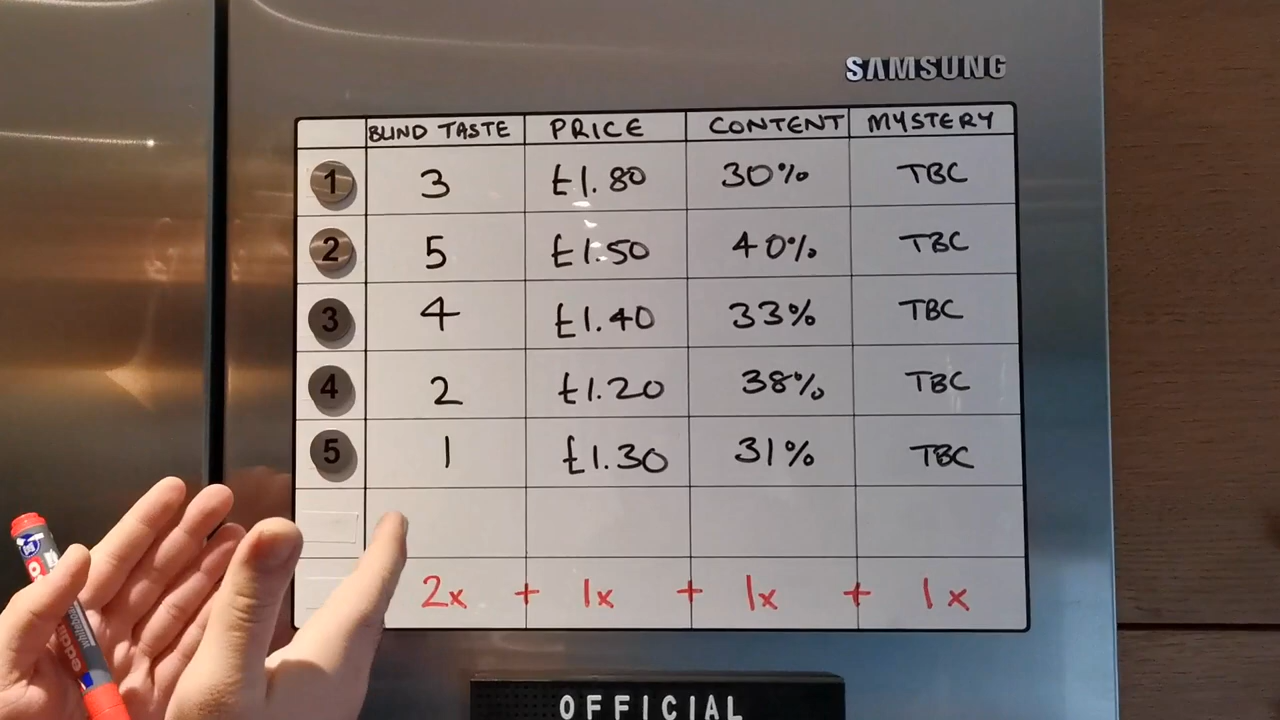 SAMSUNG
BLIND TASTE PRICE CONTENT MYSTERY
1 3 £1.80 30% TBC
2 5 £1.50 40% TBC
3 4 £1.40 33% TBC
4 2 £1.20 38% TBC
5 1 £1.30 31% TBC
2x + 1x + 1x + 1x
OFFICIAL